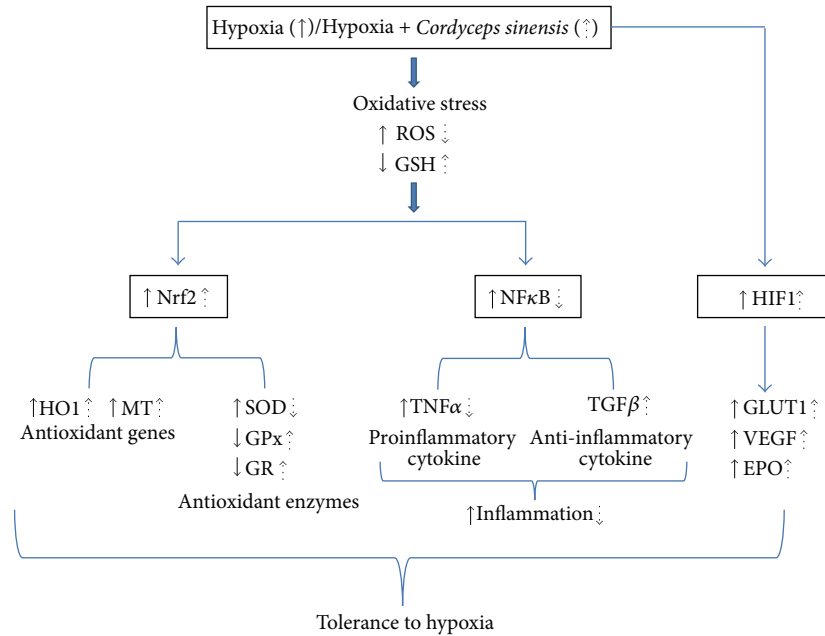 Hypoxia (↑)/Hypoxia + Cordyceps sinensis (⇡)
Oxidative stress
↑ ROS ⇣
↓ GSH ⇡
↑ Nrf2 ⇡
↑ NFκB ⇣
↑ HIF1 ⇡
↑HO1⇡ ↑MT⇡
Antioxidant genes
↑ SOD⇣
↓ GPx⇡
↓ GR ⇡
Antioxidant enzymes
↑TNFα⇣
Proinflammatory
cytokine
TGFβ⇡
Anti-inflammatory
cytokine
↑Inflammation⇣
↑ GLUT1⇡
↑ VEGF⇡
↑ EPO⇡
Tolerance to hypoxia